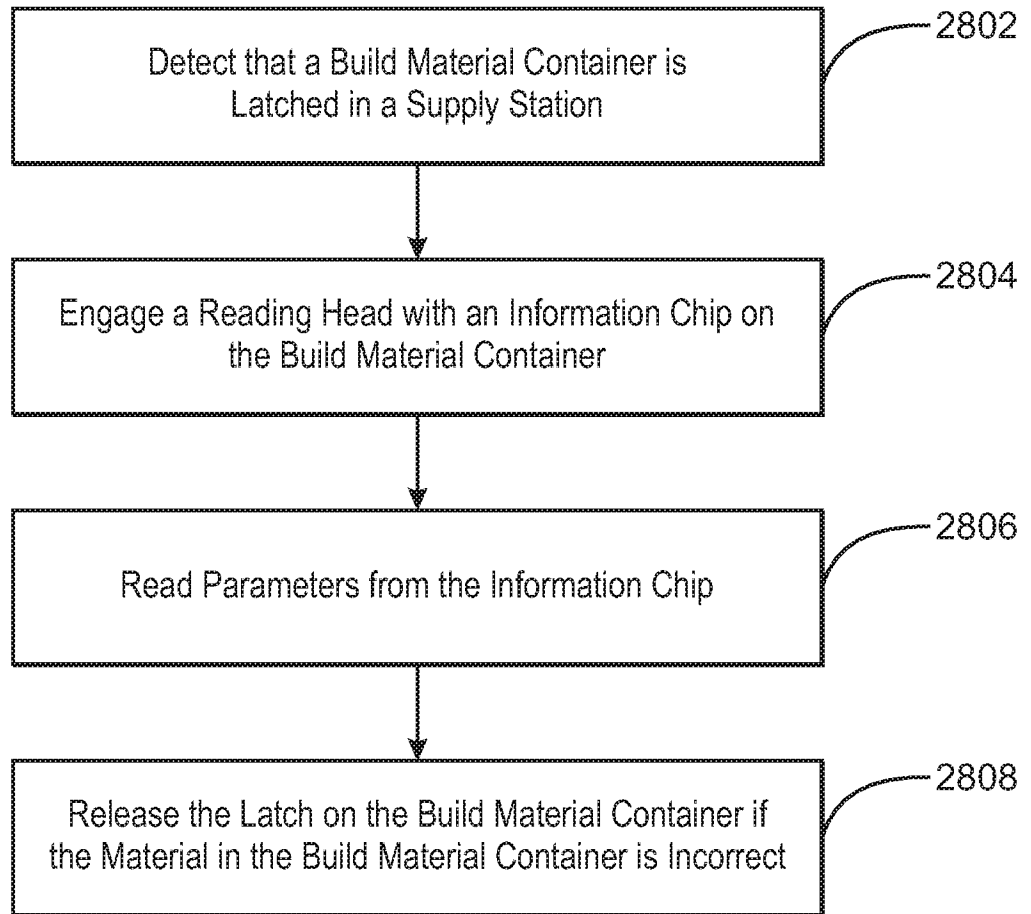 2802
Detect that a Build Material Container is
Latched in a Supply Station
2804
Engage a Reading Head with an Information Chip on
the Build Material Container
2806
Read Parameters from the Information Chip
2808
Release the Latch on the Build Material Container if
the Material in the Build Material Container is Incorrect